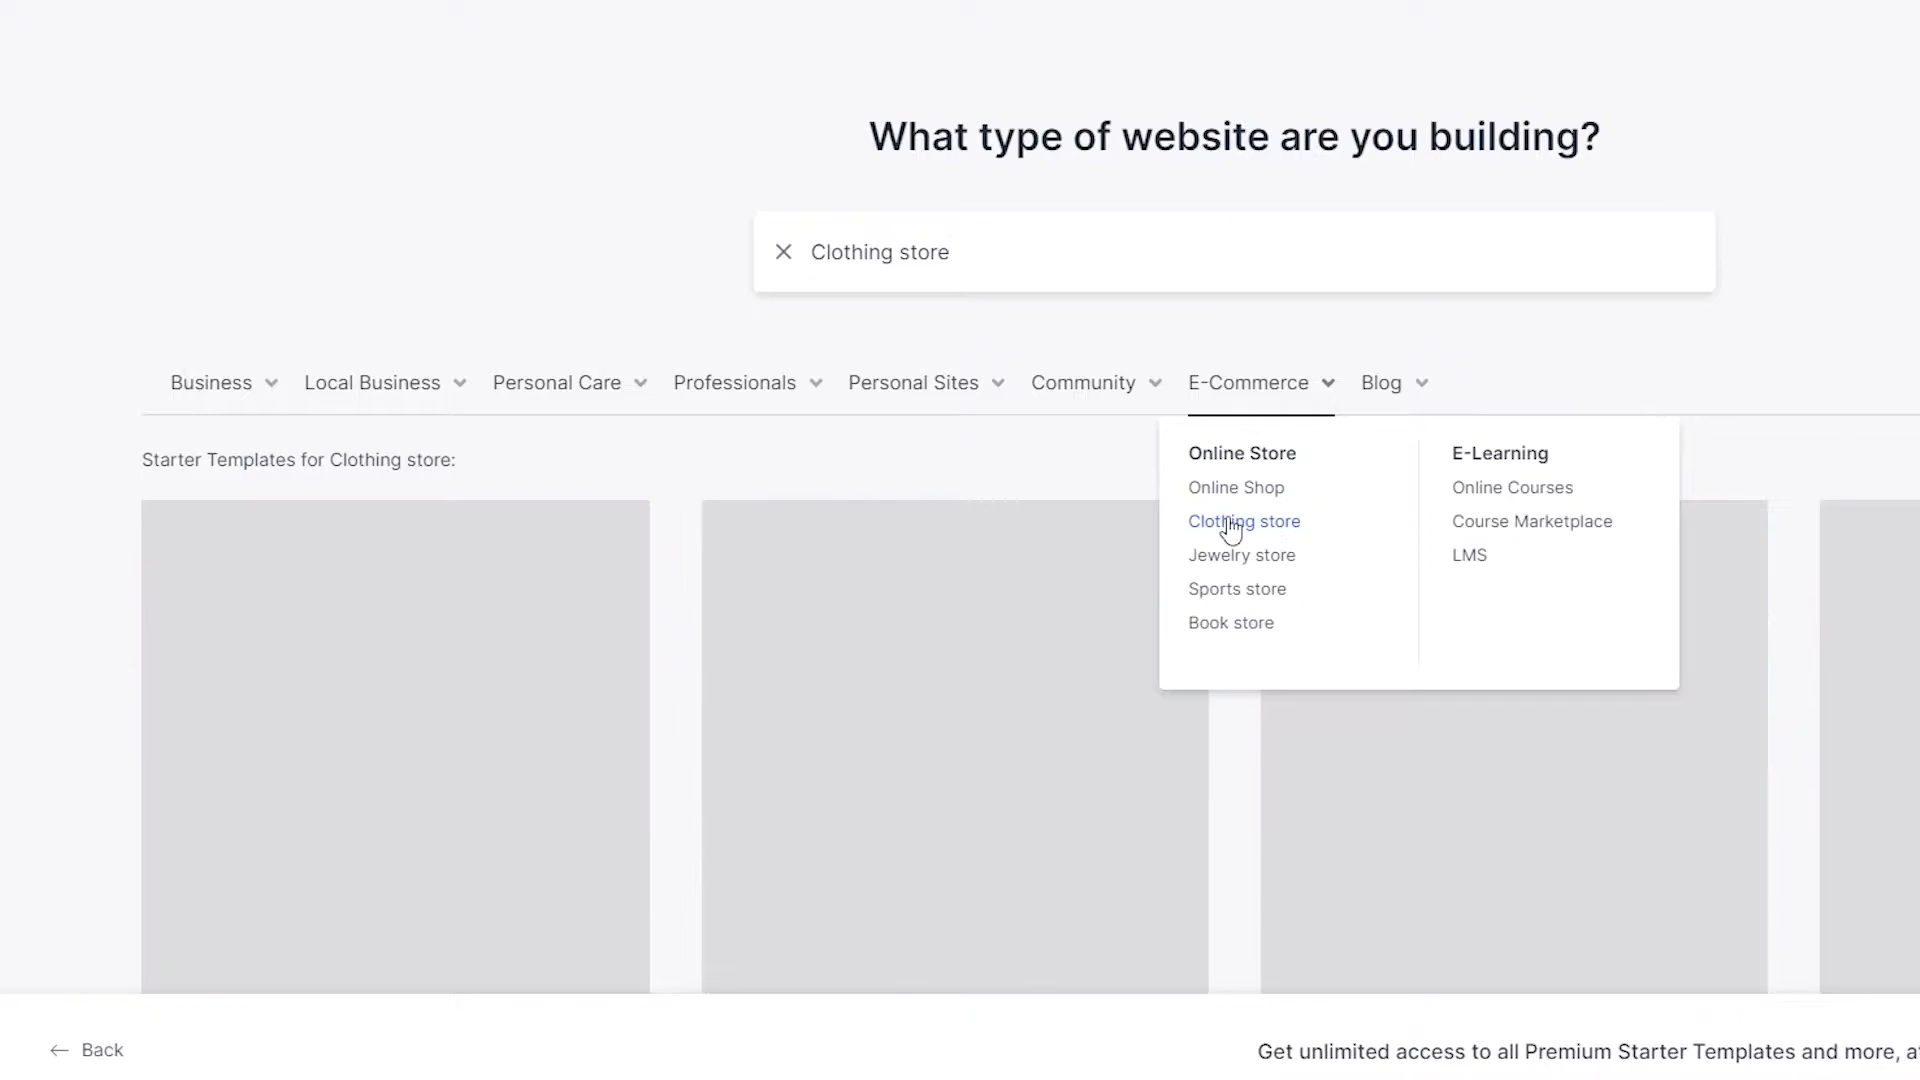 What type of website are you building?
Clothing store
Business Local Business Personal Care Professionals Personal Sites Community E-Commerce Blog
Starter Templates for Clothing store:
Online Store
Online Shop
Clothing store
Jewelry store
Sports store
Book store
E-Learning
Online Courses
Course Marketplace
LMS
Back
Get unlimited access to all Premium Starter Templates and more,